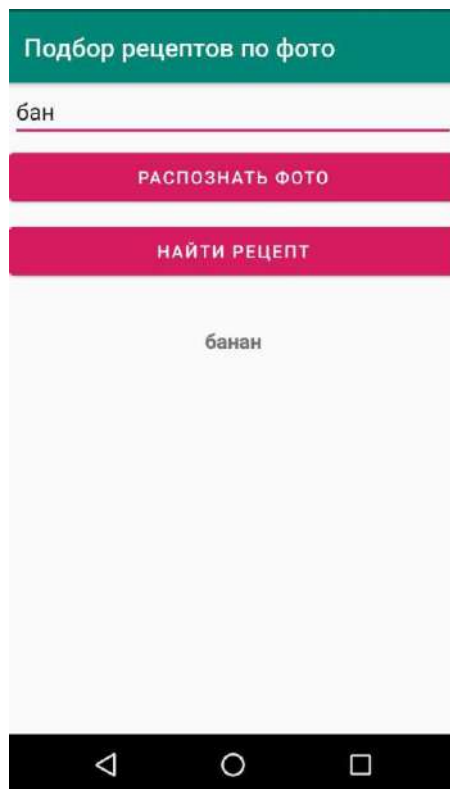 Подбор рецептов по фото
бан
РАСПОЗНАТЬ ФОТО
НАЙТИ РЕЦЕПТ
банан